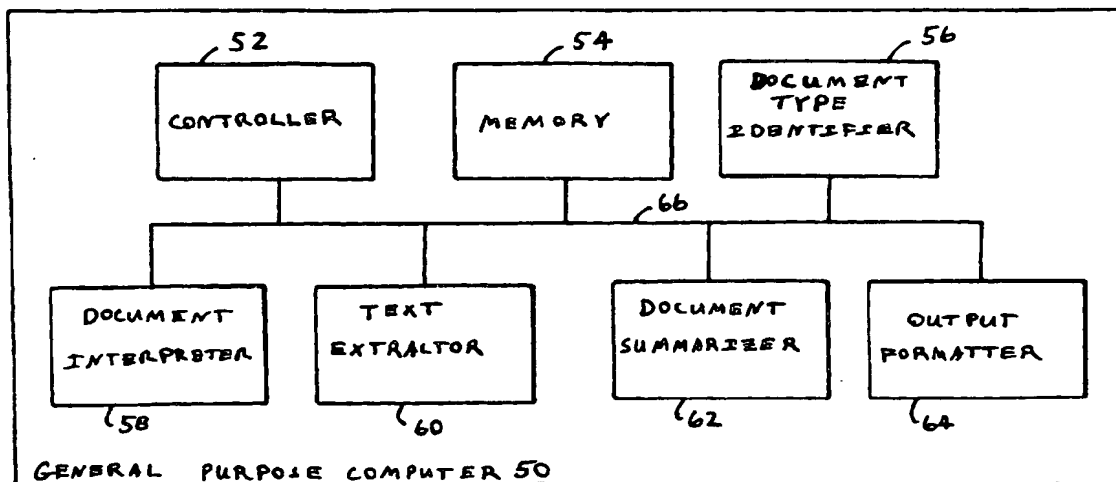 52
54
56
CONTROLLER
MEMORY
DOCUMENT
TYPE
IDENTIFIER
66
DOCUMENT
INTERPRETER
TEXT
EXTRACTOR
DOCUMENT
SUMMARIZER
OUTPUT
FORMATTER
58
60
62
64
GENERAL PURPOSE COMPUTER 50